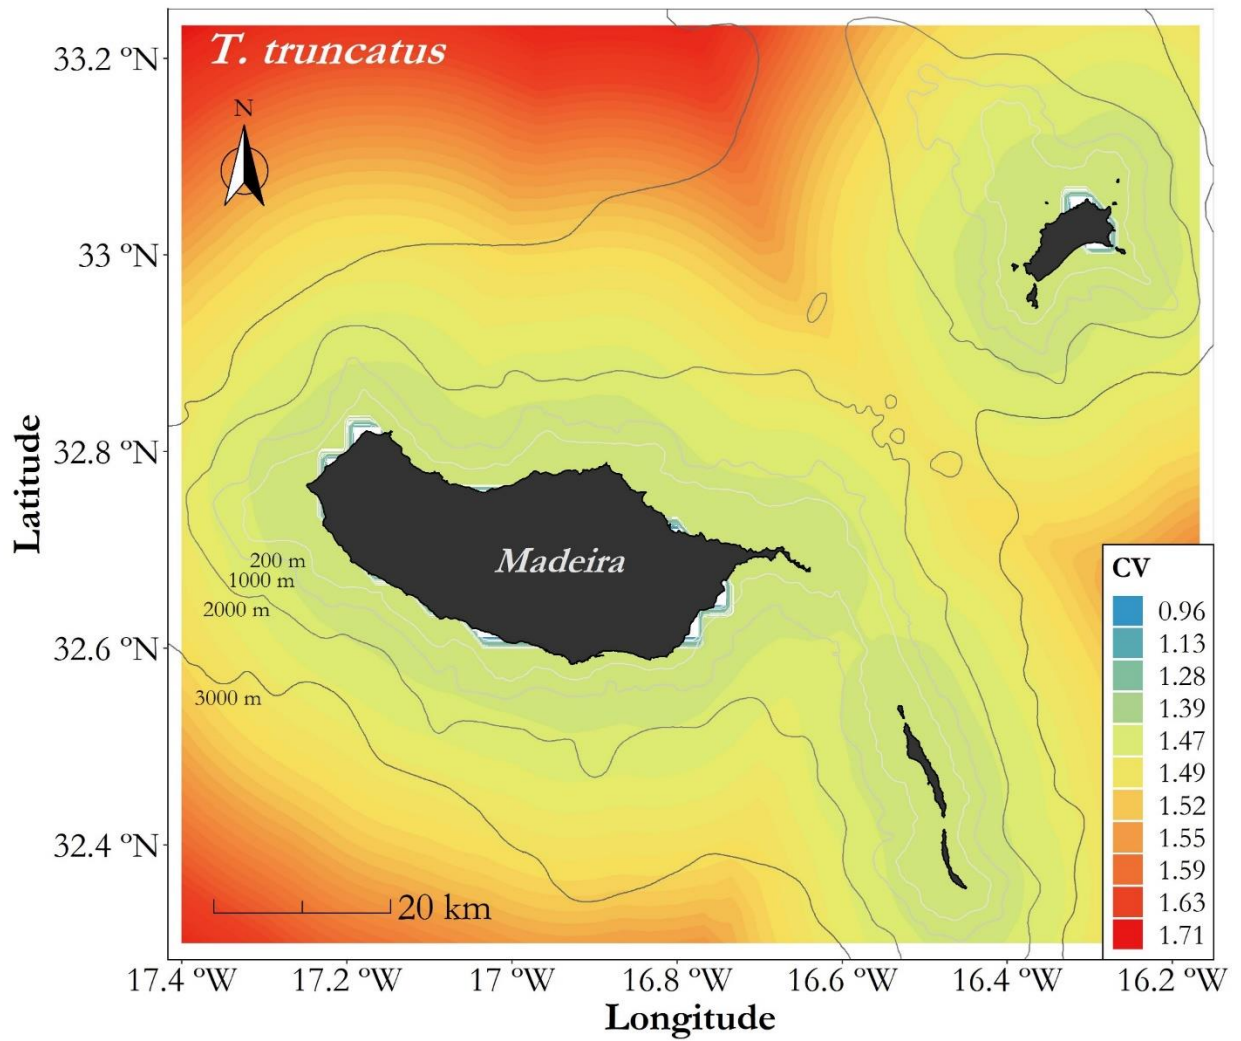 T. truncatus
N
33.2 ºN
33 ºN
32.8 ºN
32.6 ºN
32.4 ºN
Latitude
Madeira
200 m
1000 m
2000 m
3000 m
20 km
CV
0.96
1.13
1.28
1.39
1.47
1.49
1.52
1.55
1.59
1.63
1.71
17.4 ºW 17.2 ºW 17 ºW 16.8 ºW 16.6 ºW 16.4 ºW 16.2 ºW
Longitude